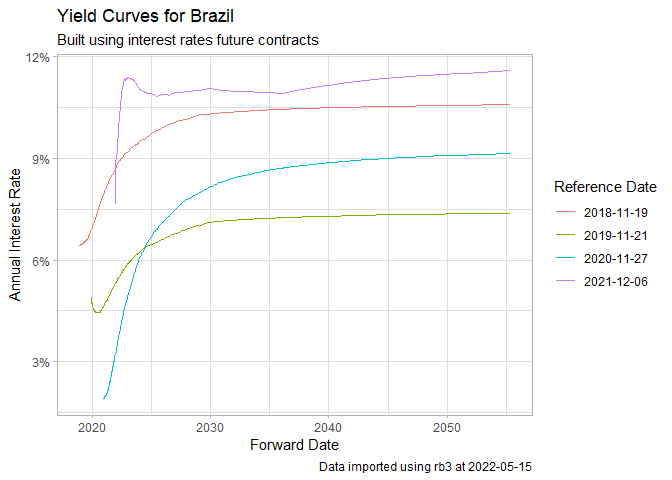 Yield Curves for Brazil
Built using interest rates future contracts
12%
9%
6%
3%
Annual Interest Rate
2020
2030
2040
2050
Forward Date
Reference Date
2018-11-19
2019-11-21
2020-11-27
2021-12-06
Data imported using rb3 at 2022-05-15